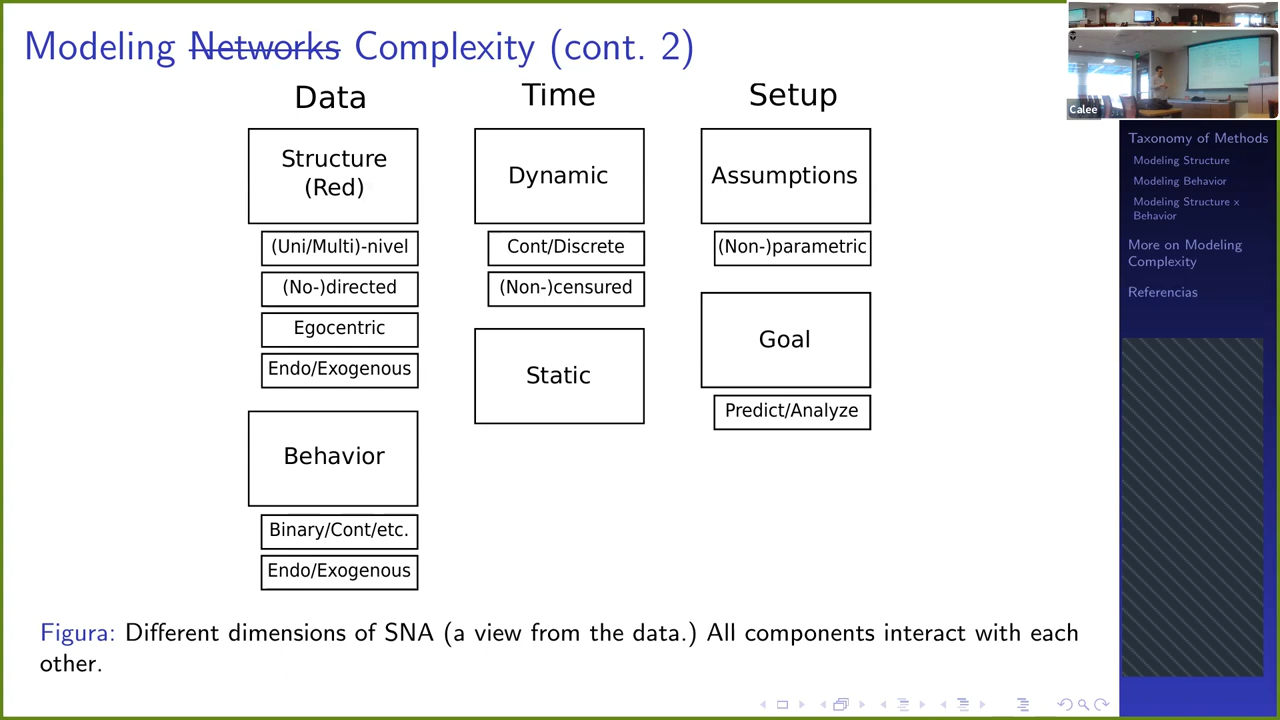 Modeling Networks Complexity (cont. 2)
Data
Time
Setup
Structure
(Red)
(Uni/Multi)-nivel
(No-)directed
Egocentric
Endo/Exogenous
Behavior
Binary/Cont/etc.
Endo/Exogenous
Dynamic
Cont/Discrete
(Non-)censured
Static
Assumptions
(Non-)parametric
Goal
Predict/Analyze
Figura: Different dimensions of SNA (a view from the data.) All components interact with each
other.
Calee
Taxonomy of Methods
Modeling Structure
Modeling Behavior
Modeling Structure x
Behavior
More on Modeling
Complexity
Referencias